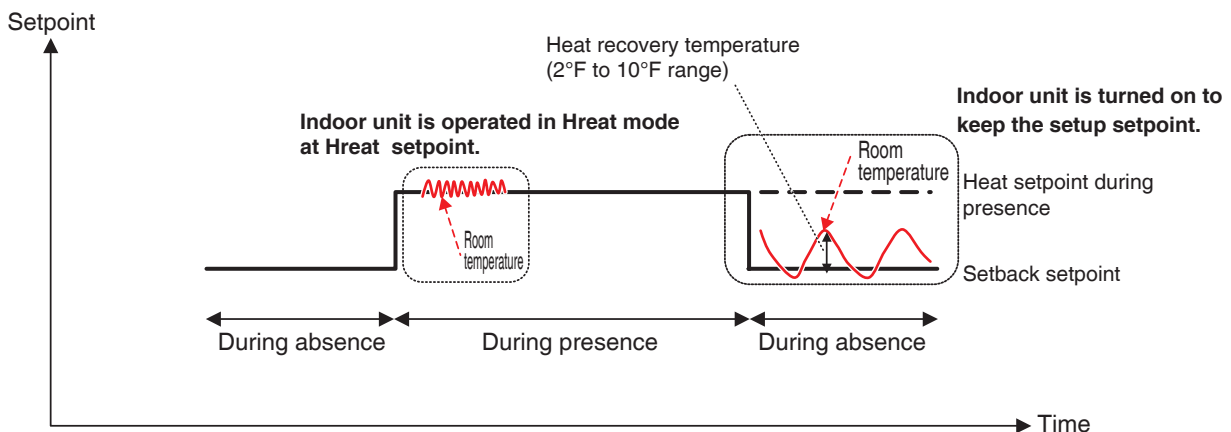 Setpoint
Heat recovery temperature
(2°F to 10°F range)
Indoor unit is turned on to
keep the setup setpoint.
Indoor unit is operated in Hreat mode
at Hreat setpoint.
Room
temperature
Heat setpoint during
presence
Room
temperature
Setback setpoint
During absence
During presence
During absence
Time